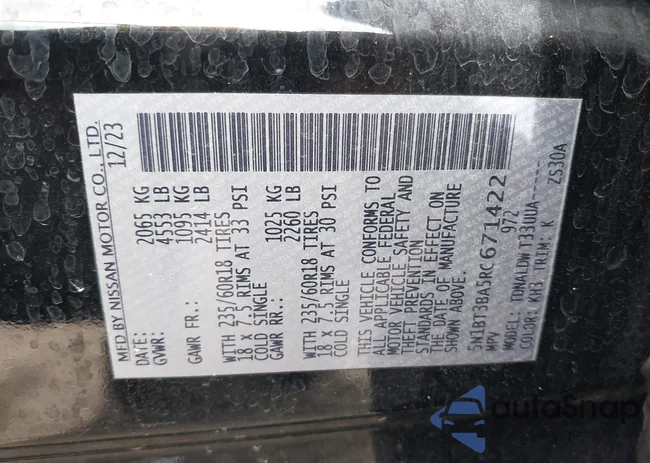 MFD BY NISSAN MOTOR CO., LTD.
DATE: 12/23
GVWR: 2065 KG
4553 LB
GAWR FR.: 1095 KG
2414 LB
WITH 235/60R18 TIRES
18 x 7.5 RIMS AT 33 PSI
COLD SINGLE
GAWR RR.: 1025 KG
2260 LB
WITH 235/60R18 TIRES
18 x 7.5 RIMS AT 30 PSI
COLD SINGLE
THIS VEHICLE CONFORMS TO
ALL APPLICABLE FEDERAL
MOTOR VEHICLE SAFETY AND
THEFT PREVENTION
STANDARDS IN EFFECT ON
THE DATE OF MANUFACTURE
SHOWN ABOVE.
5N1BT3BA5RC671422
MPV 972
MODEL: TDNALDW T330UA-----
COLOR: KH3 TRIM: K ZS30A
autoSnap